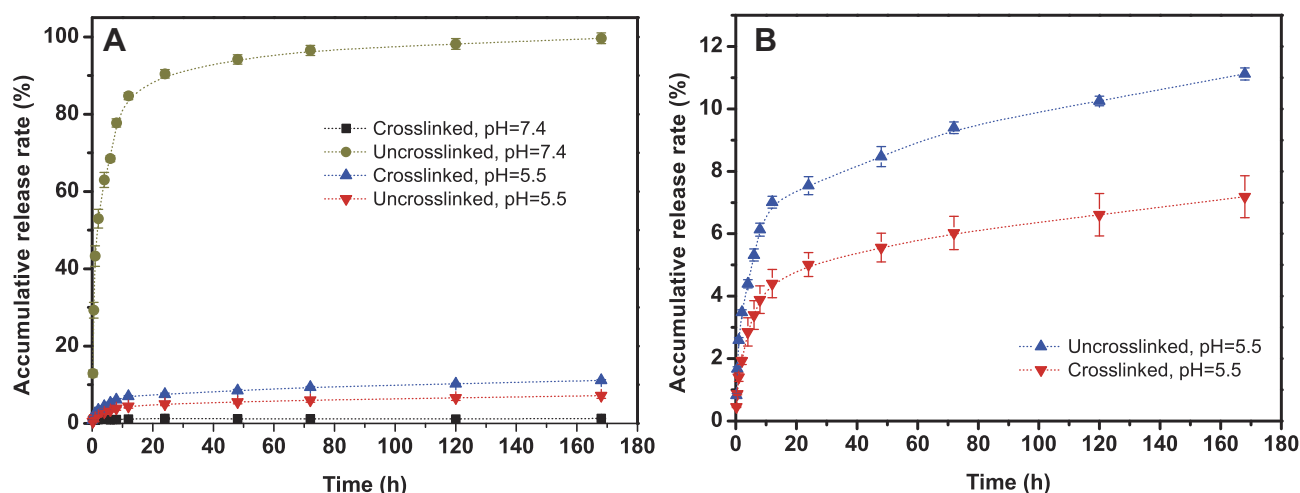 A
Accumulative release rate (%)
100
80
60
40
20
0
Crosslinked, pH=7.4
Uncrosslinked, pH=7.4
Crosslinked, pH=5.5
Uncrosslinked, pH=5.5
0 20 40 60 80 100 120 140 160 180
Time (h)
B
Accumulative release rate (%)
12
10
8
6
4
2
0
Uncrosslinked, pH=5.5
Crosslinked, pH=5.5
0 20 40 60 80 100 120 140 160 180
Time (h)